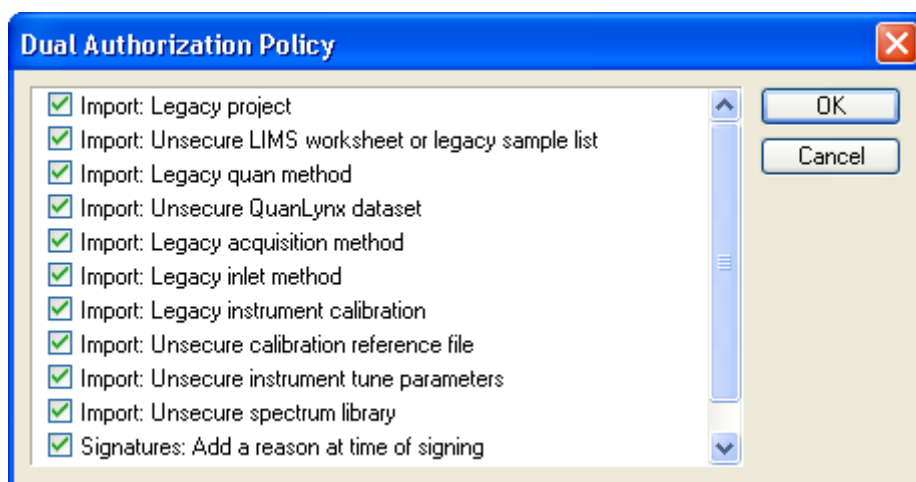 Dual Authorization Policy
Import: Legacy project
Import: Unsecure LIMS worksheet or legacy sample list
Import: Legacy quan method
Import: Unsecure QuanLynx dataset
Import: Legacy acquisition method
Import: Legacy inlet method
Import: Legacy instrument calibration
Import: Unsecure calibration reference file
Import: Unsecure instrument tune parameters
Import: Unsecure spectrum library
Signatures: Add a reason at time of signing
OK
Cancel